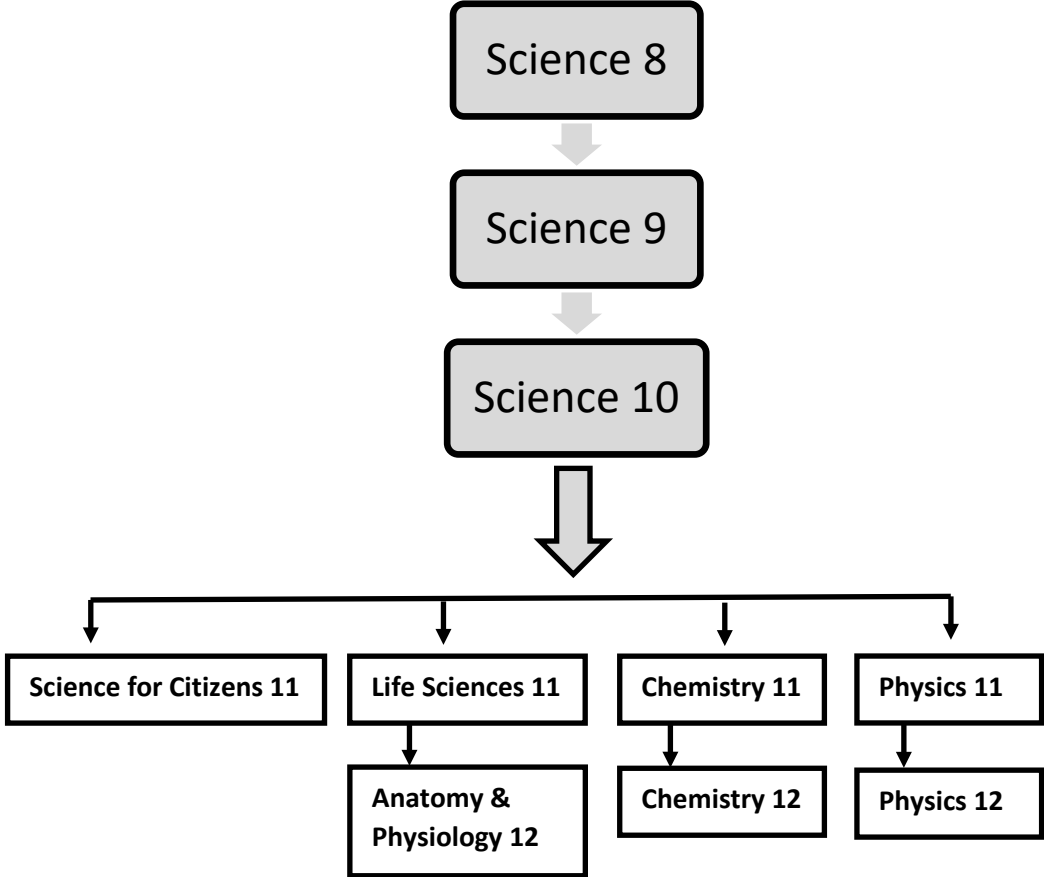 Science 8
Science 9
Science 10
Science for Citizens 11
Life Sciences 11
Chemistry 11
Physics 11
Anatomy &
Physiology 12
Chemistry 12
Physics 12